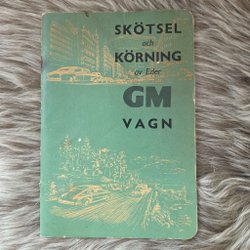 SKÖTSEL
och
KÖRNING
av Eder
GM
VAGN